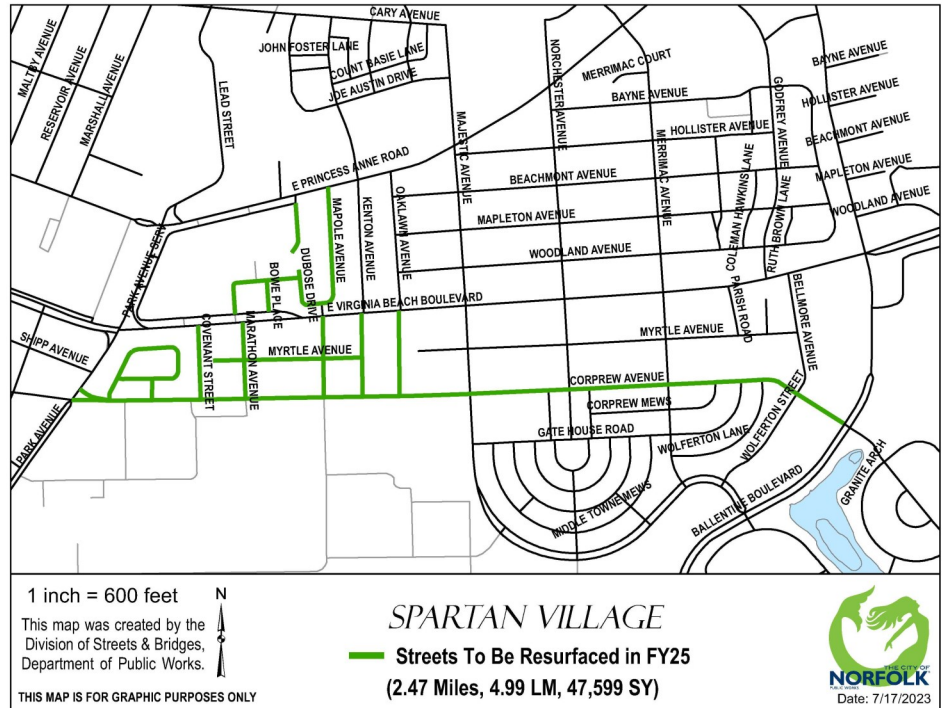 CARY AVENUE
MALTBY AVENUE
RESERVOIR AVENUE
MARSHALL AVENUE
LEAD STREET
JOHN FOSTER LANE
COUNT BASIE LANE
JOE AUSTIN DRIVE
MAJESTIC AVENUE
NORCHESTER AVENUE
MERRIMAC COURT
BAYNE AVENUE
GODFREY AVENUE
BAYNE AVENUE
HOLLISTER AVENUE
BEACHMONT AVENUE
MAPLETON AVENUE
WOODLAND AVENUE
HOLLISTER AVENUE
MERRIMAC AVENUE
E PRINCESS ANNE ROAD
BEACHMONT AVENUE
MAPLETON AVENUE
WOODLAND AVENUE
COLEMAN HAWKINS LANE
RUTH BROWN LANE
MAPOLE AVENUE
KENTON AVENUE
OAKLAWN AVENUE
PARK AVENUE SERV
DUBOSE DRIVE
BOWE PLACE
E VIRGINIA BEACH BOULEVARD
PARISH ROAD
BELLMORE AVENUE
SHIPP AVENUE
COVENANT STREET
MARATHON AVENUE
MYRTLE AVENUE
MYRTLE AVENUE
CORPREW AVENUE
CORPREW MEWS
PARK AVENUE
GATE HOUSE ROAD
WOLFERTON LANE
WOLFERTON STREET
MIDDLE TOWNE MEWS
BALLENTINE BOULEVARD
GRANITE ARCH
1 inch = 600 feet
N
This map was created by the
Division of Streets & Bridges,
Department of Public Works.
THIS MAP IS FOR GRAPHIC PURPOSES ONLY
SPARTAN VILLAGE
Streets To Be Resurfaced in FY25
(2.47 Miles, 4.99 LM, 47,599 SY)
THE CITY OF
NORFOLK
PUBLIC WORKS
Date: 7/17/2023